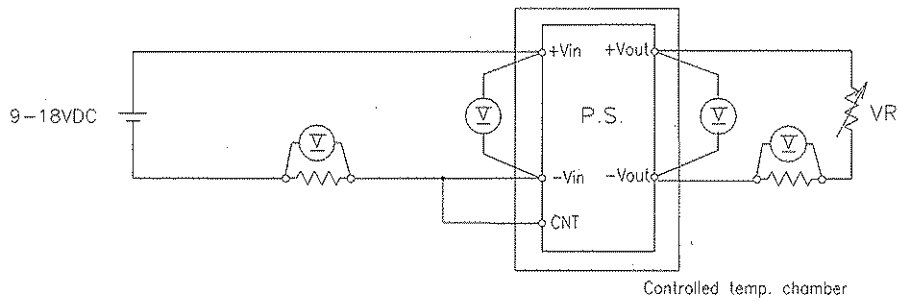 +Vin +Vout
9-18VDC V P.S. V VR
V V
-Vin -Vout
CNT
Controlled temp. chamber